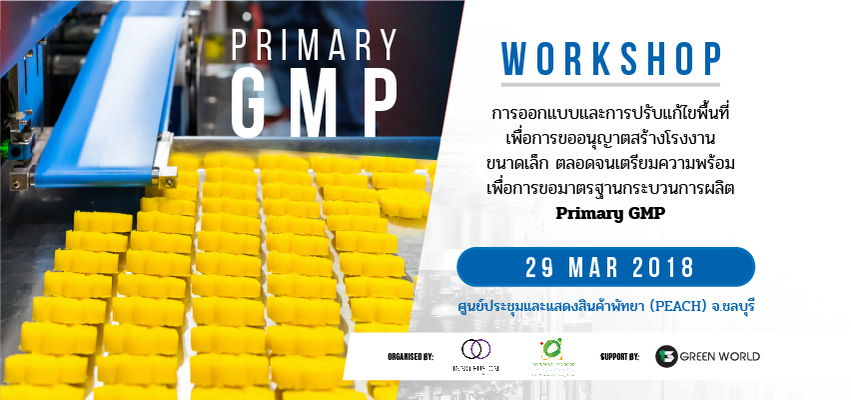 PRIMARY
GMP
WORKSHOP
การออกแบบและการปรับแก้ไขพื้นที่
เพื่อการขออนุญาตสร้างโรงงาน
ขนาดเล็ก ตลอดจนเตรียมความพร้อม
เพื่อการขอมาตรฐานกระบวนการผลิต
Primary GMP
29 MAR 2018
ศูนย์ประชุมและแสดงสินค้าพัทยา (PEACH) จ.ชลบุรี
ORGANISED BY:
SUPPORT BY:
GREEN WORLD